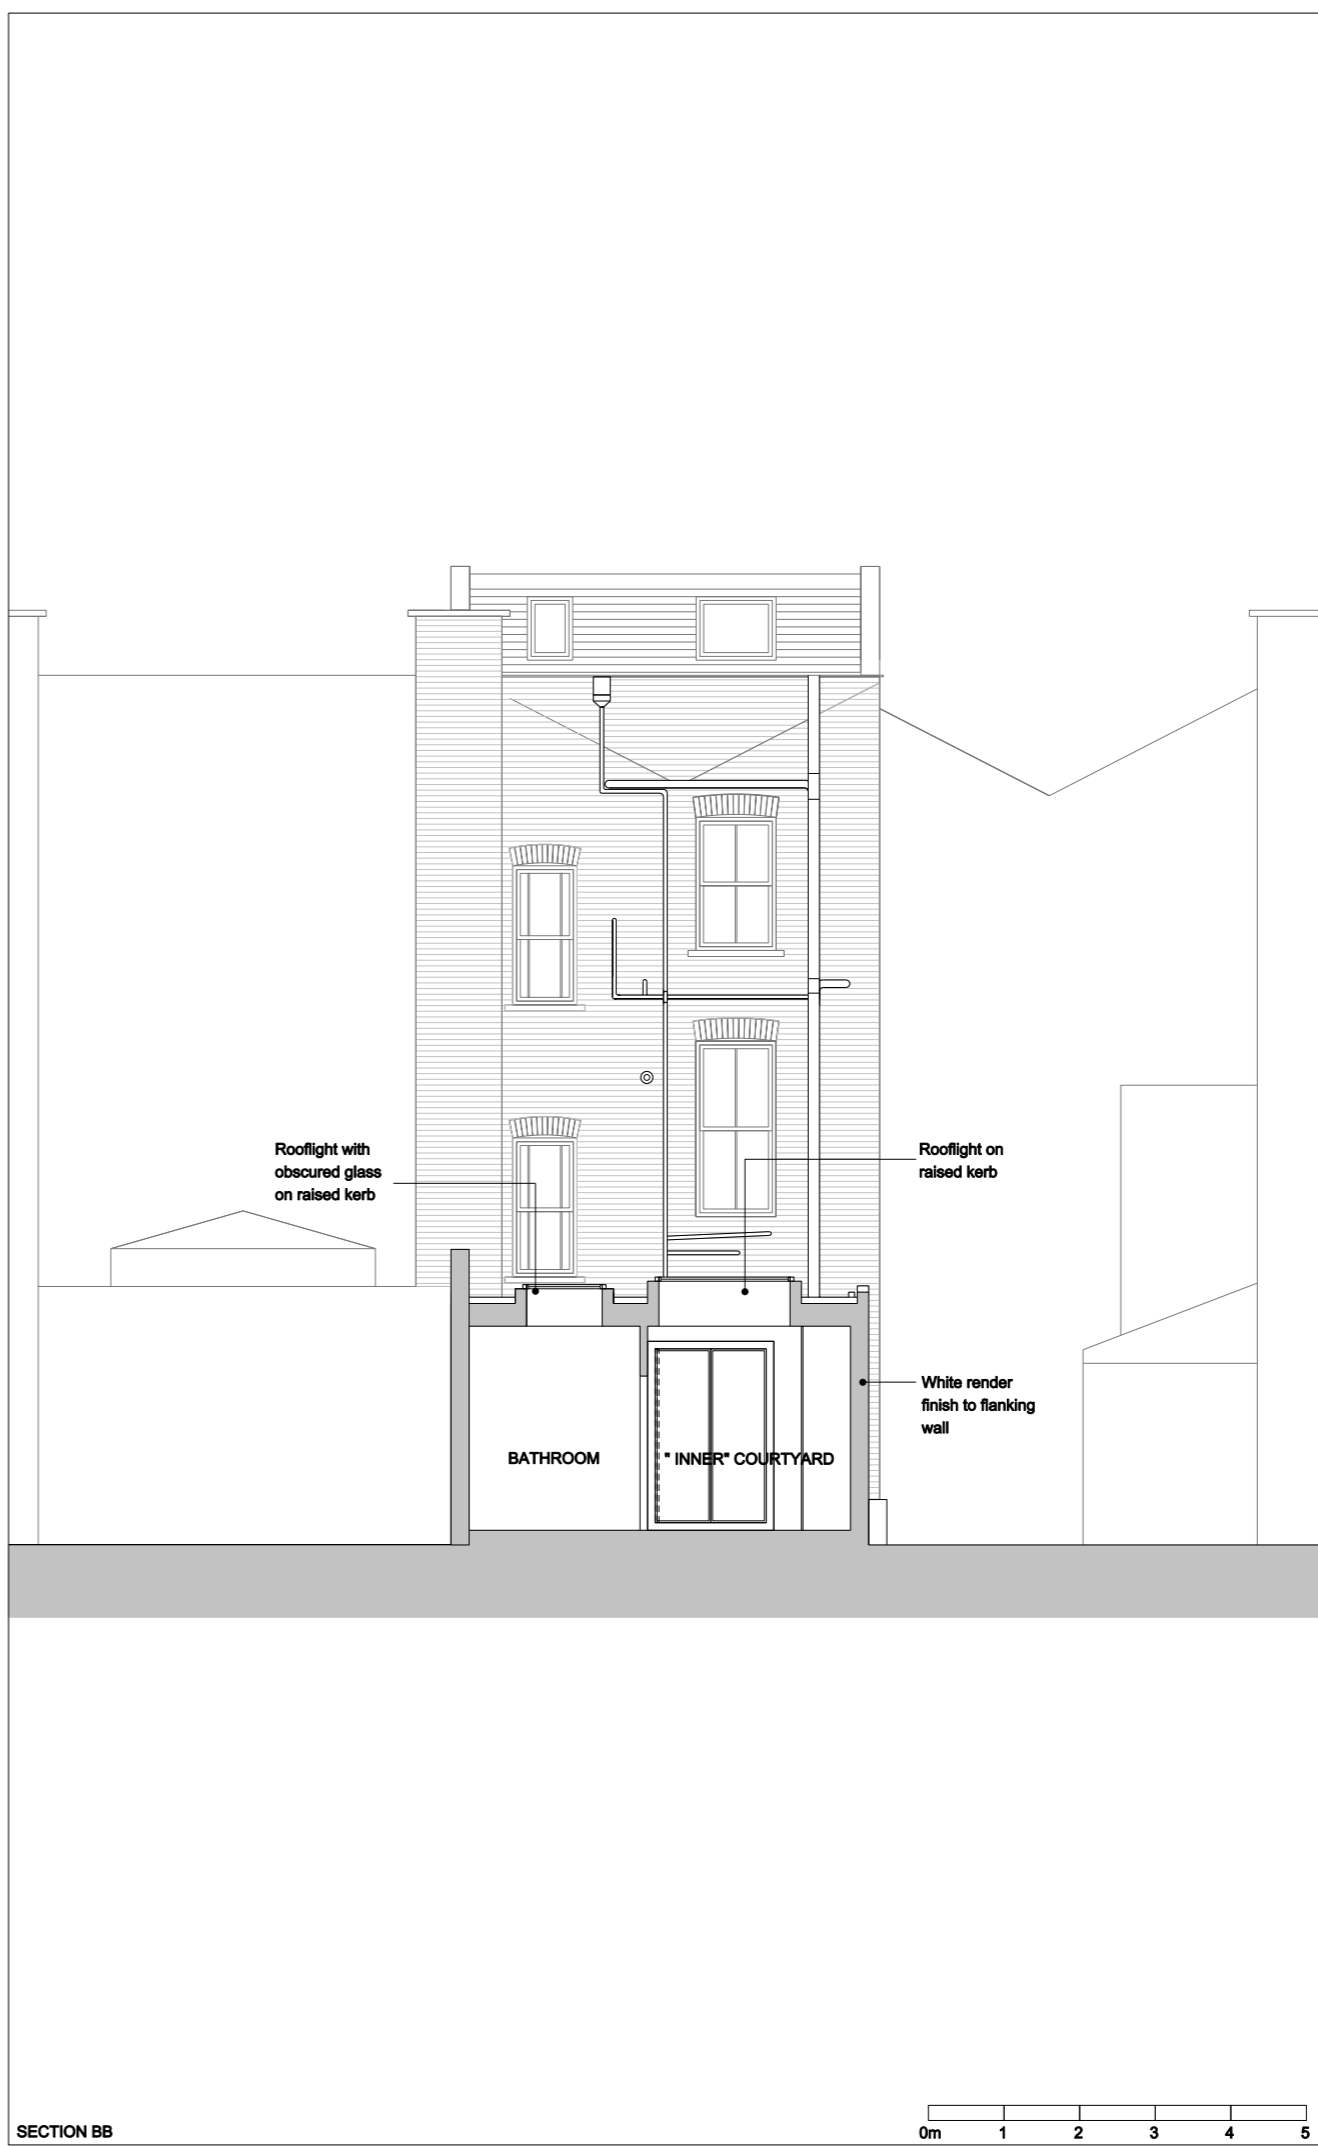 Rooflight with
obscured glass
on raised kerb
Rooflight on
raised kerb
White render
finish to flanking
wall
BATHROOM
" INNER" COURTYARD
SECTION BB
0m 1 2 3 4 5